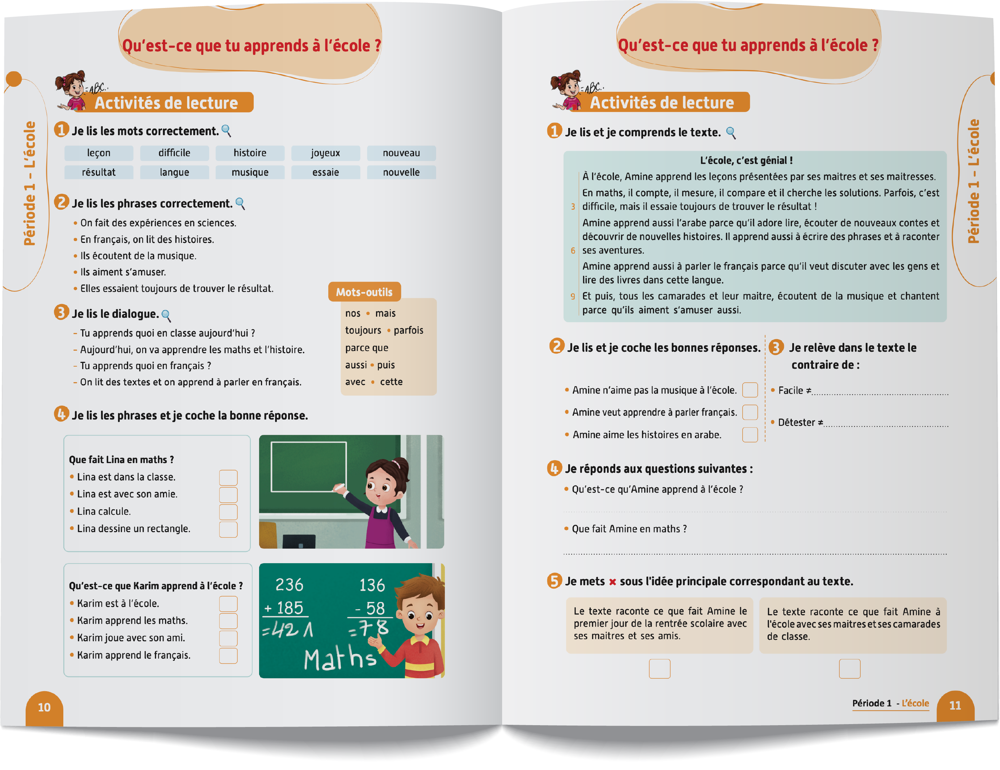 Qu'est-ce que tu apprends à l'école ?
Période 1 - L'école
ABC
Activités de lecture
1 Je lis les mots correctement.
leçon difficile histoire joyeux nouveau
résultat langue musique essaie nouvelle
2 Je lis les phrases correctement.
• On fait des expériences en sciences.
• En français, on lit des histoires.
• Ils écoutent de la musique.
• Ils aiment s'amuser.
• Elles essaient toujours de trouver le résultat.
3 Je lis le dialogue.
- Tu apprends quoi en classe aujourd'hui ?
- Aujourd'hui, on va apprendre les maths et l'histoire.
- Tu apprends quoi en français ?
- On lit des textes et on apprend à parler en français.
Mots-outils
nos • mais
toujours • parfois
parce que
aussi • puis
avec • cette
4 Je lis les phrases et je coche la bonne réponse.
Que fait Lina en maths ?
• Lina est dans la classe.
• Lina est avec son amie.
• Lina calcule.
• Lina dessine un rectangle.
Qu'est-ce que Karim apprend à l'école ?
• Karim est à l'école.
• Karim apprend les maths.
• Karim joue avec son ami.
• Karim apprend le français.
236 136
+ 185 - 58
=421 =78
Maths
10
Qu'est-ce que tu apprends à l'école ?
Période 1 - L'école
ABC
Activités de lecture
1 Je lis et je comprends le texte.
L'école, c'est génial !
À l'école, Amine apprend les leçons présentées par ses maitres et ses maitresses.
En maths, il compte, il mesure, il compare et il cherche les solutions. Parfois, c'est
3 difficile, mais il essaie toujours de trouver le résultat !
Amine apprend aussi l'arabe parce qu'il adore lire, écouter de nouveaux contes et
découvrir de nouvelles histoires. Il apprend aussi à écrire des phrases et à raconter
6 ses aventures.
Amine apprend aussi à parler le français parce qu'il veut discuter avec les gens et
lire des livres dans cette langue.
9 Et puis, tous les camarades et leur maitre, écoutent de la musique et chantent
parce qu'ils aiment s'amuser aussi.
2 Je lis et je coche les bonnes réponses.
• Amine n'aime pas la musique à l'école.
• Amine veut apprendre à parler français.
• Amine aime les histoires en arabe.
3 Je relève dans le texte le
contraire de :
• Facile ≠
• Détester ≠
4 Je réponds aux questions suivantes :
• Qu'est-ce qu'Amine apprend à l'école ?
• Que fait Amine en maths ?
5 Je mets × sous l'idée principale correspondant au texte.
Le texte raconte ce que fait Amine le
premier jour de la rentrée scolaire avec
ses maitres et ses amis.
Le texte raconte ce que fait Amine à
l'école avec ses maitres et ses camarades
de classe.
Période 1 - L'école
11